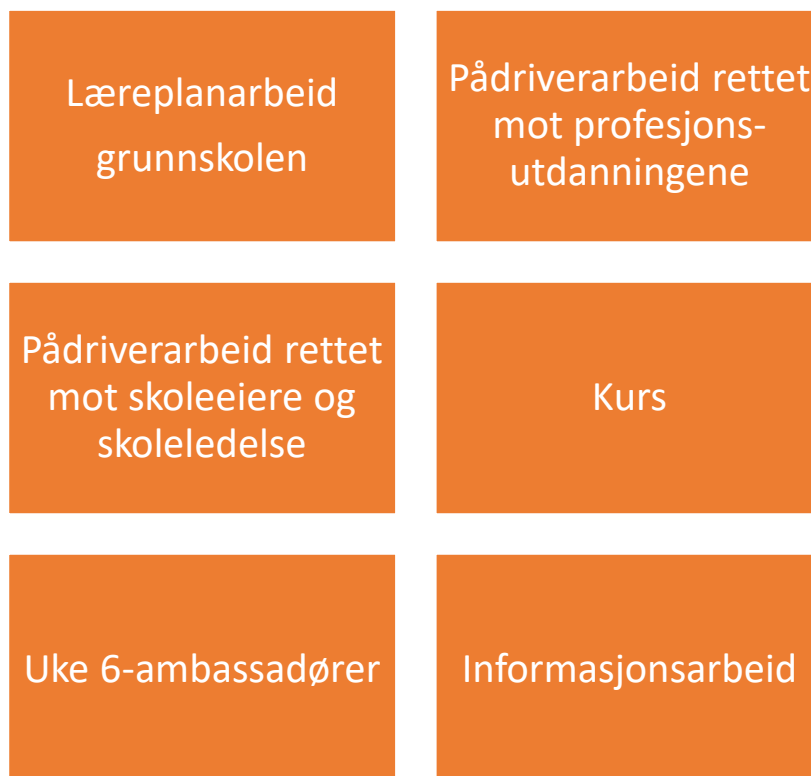 Læreplanarbeid
grunnskolen
Pådriverarbeid rettet
mot profesjons-
utdanningene
Pådriverarbeid rettet
mot skoleeiere og
skoleledelse
Kurs
Uke 6-ambassadører
Informasjonsarbeid